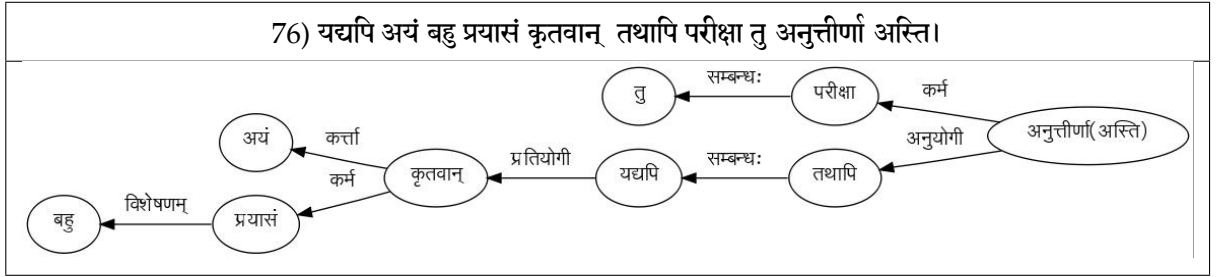 76) यद्यपि अयं बहु प्रयासं कृतवान् तथापि परीक्षा तु अनुत्तीर्णा अस्ति।
तु
सम्बन्धः
परीक्षा
कर्म
अनुत्तीर्णा(अस्ति)
अयं
कर्त्ता
कृतवान्
प्रतियोगी
यद्यपि
सम्बन्धः
तथापि
अनुयोगी
कर्म
बहु
विशेषणम्
प्रयासं